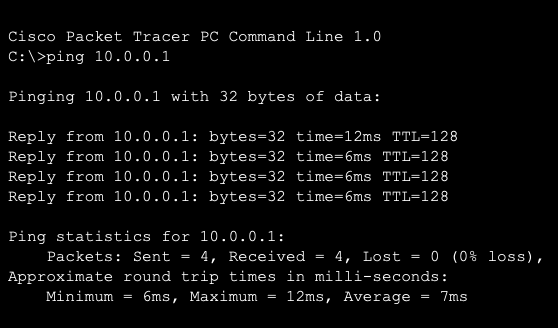 Cisco Packet Tracer PC Command Line 1.0
C:\>ping 10.0.0.1
Pinging 10.0.0.1 with 32 bytes of data:
Reply from 10.0.0.1: bytes=32 time=12ms TTL=128
Reply from 10.0.0.1: bytes=32 time=6ms TTL=128
Reply from 10.0.0.1: bytes=32 time=6ms TTL=128
Reply from 10.0.0.1: bytes=32 time=6ms TTL=128
Ping statistics for 10.0.0.1:
Packets: Sent = 4, Received = 4, Lost = 0 (0% loss),
Approximate round trip times in milli-seconds:
Minimum = 6ms, Maximum = 12ms, Average = 7ms